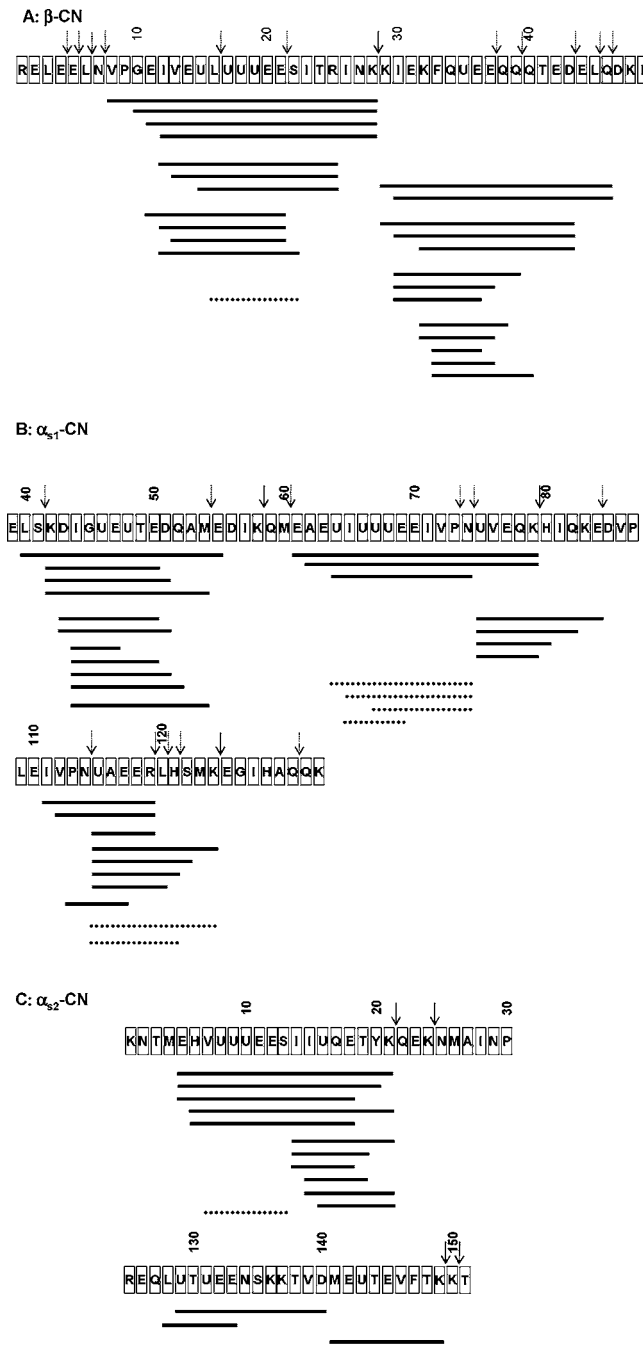 A: β-CN
10 20 30 40
RELEELNVPGEIVEULUUUEESITRINKKIEKFQUEEQQQTEDELQDKI
B: αs1-CN
40 50 60 70 80
ELSKDIGUEUTEDQAMEDIKQMEAEUIUUUEEIVPNUVEQKHIQKEDVP
110 120
LEIVPNUAEERLHSMKEGIHAQQK
C: αs2-CN
10 20 30
KNTMEHVUUUEESIIUQETYKQEKNMAINP
130 140 150
REQLUTUEENSKKTVDMEUTEVFTKKT